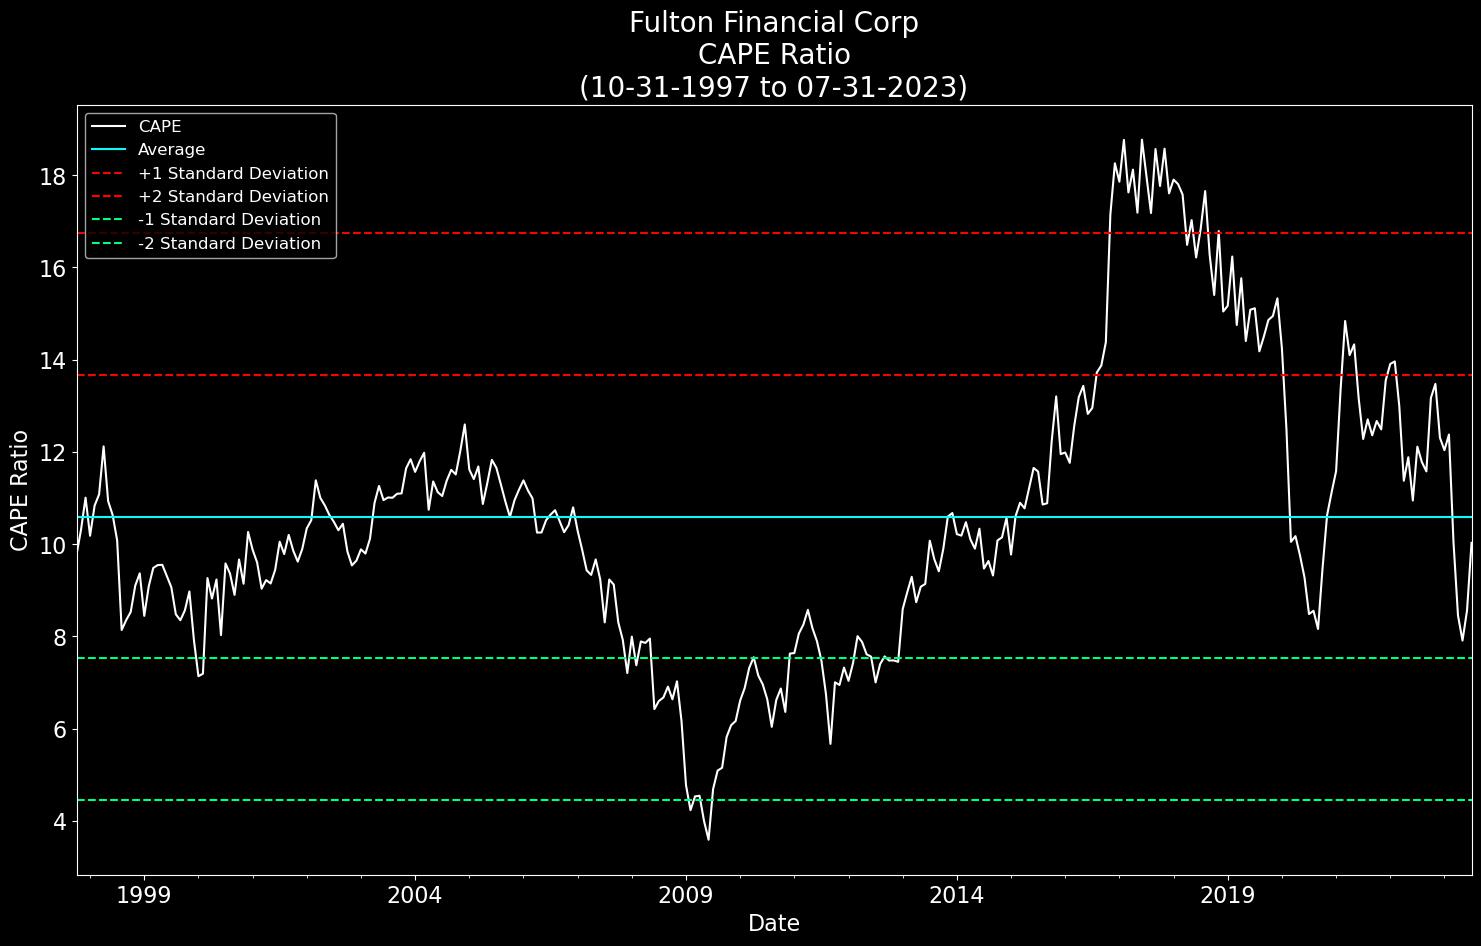 Fulton Financial Corp
CAPE Ratio
(10-31-1997 to 07-31-2023)
CAPE
Average
+1 Standard Deviation
+2 Standard Deviation
-1 Standard Deviation
-2 Standard Deviation
CAPE Ratio
18
16
14
12
10
8
6
4
1999
2004
2009
2014
2019
Date